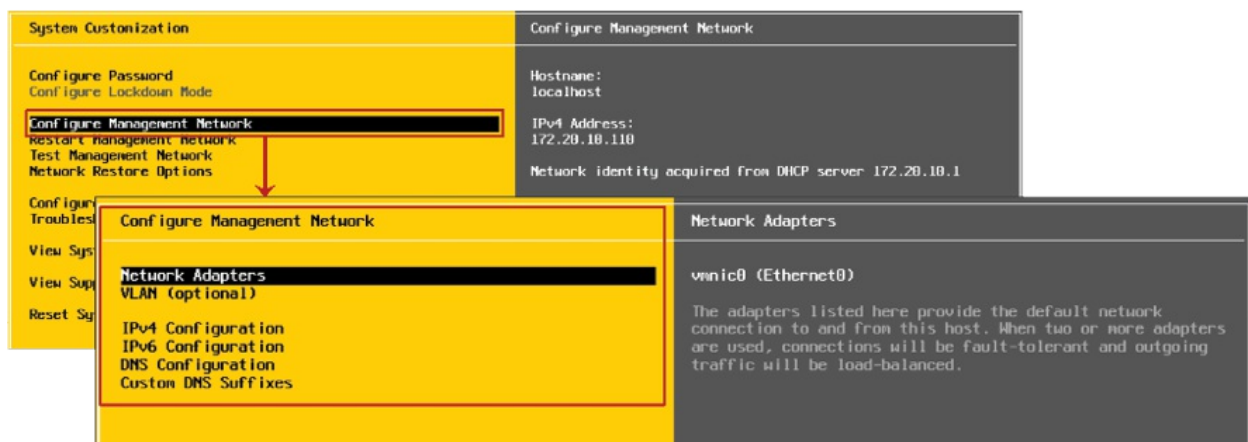 System Customization
Configure Password
Configure Lockdown Mode
Configure Management Network
Restart Management Network
Test Management Network
Network Restore Options
Configur
Troubles
View Sys
View Sup
Reset Sy
Configure Management Network
Hostname:
localhost
IPv4 Address:
172.20.10.110
Network identity acquired from DHCP server 172.20.10.1
Configure Management Network
Network Adapters
VLAN (optional)
IPv4 Configuration
IPv6 Configuration
DNS Configuration
Custom DNS Suffixes
Network Adapters
vmnic0 (Ethernet0)
The adapters listed here provide the default network
connection to and from this host. When two or more adapters
are used, connections will be fault-tolerant and outgoing
traffic will be load-balanced.